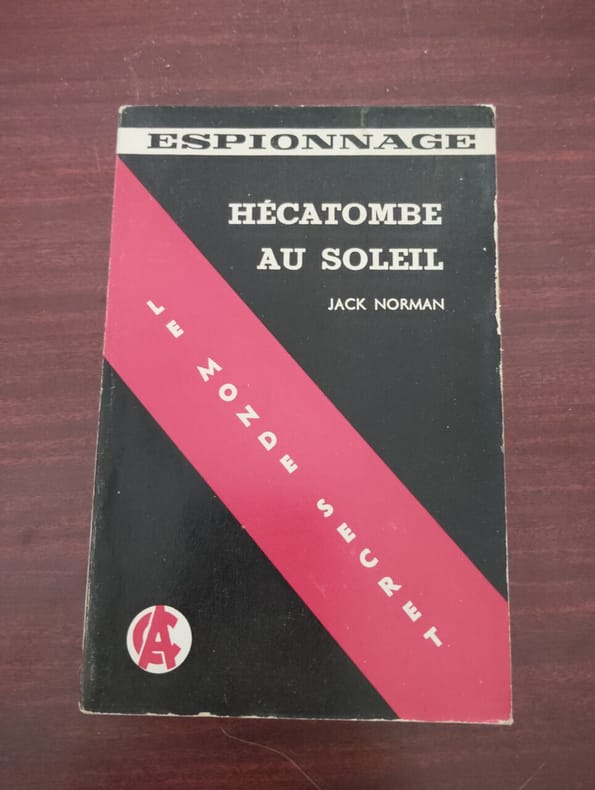 ESPIONNAGE
HÉCATOMBE
AU SOLEIL
JACK NORMAN
LE MONDE SECRET